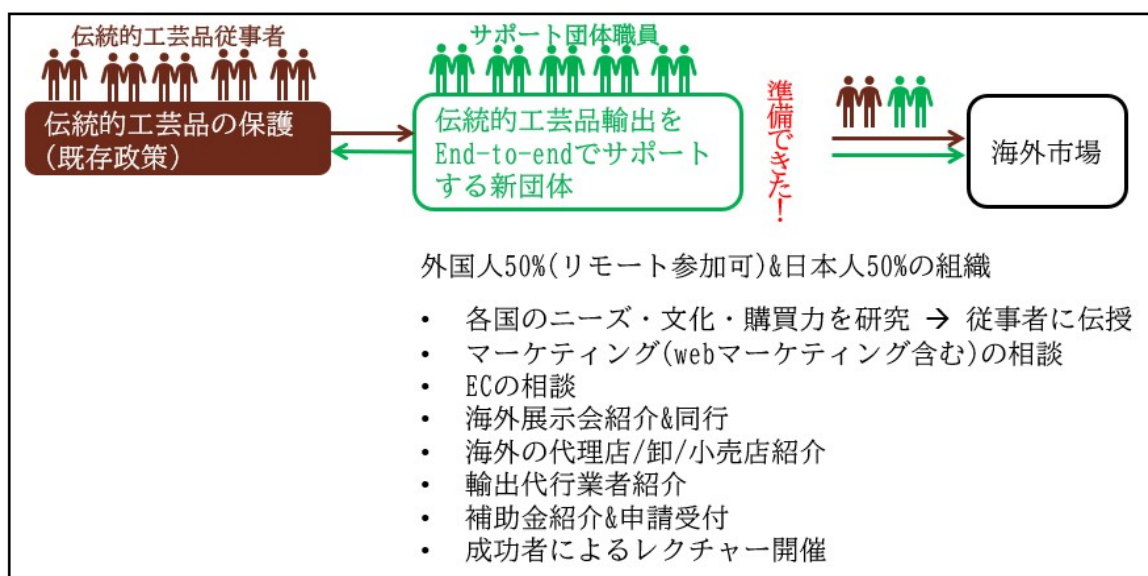 伝統的工芸品従事者
サポート団体職員
伝統的工芸品の保護
(既存政策)
伝統的工芸品輸出を
End-to-endでサポート
する新団体
準備できた！
海外市場
外国人50%(リモート参加可)&日本人50%の組織
• 各国のニーズ・文化・購買力を研究 → 従事者に伝授
• マーケティング(webマーケティング含む)の相談
• ECの相談
• 海外展示会紹介&同行
• 海外の代理店/卸/小売店紹介
• 輸出代行業者紹介
• 補助金紹介&申請受付
• 成功者によるレクチャー開催